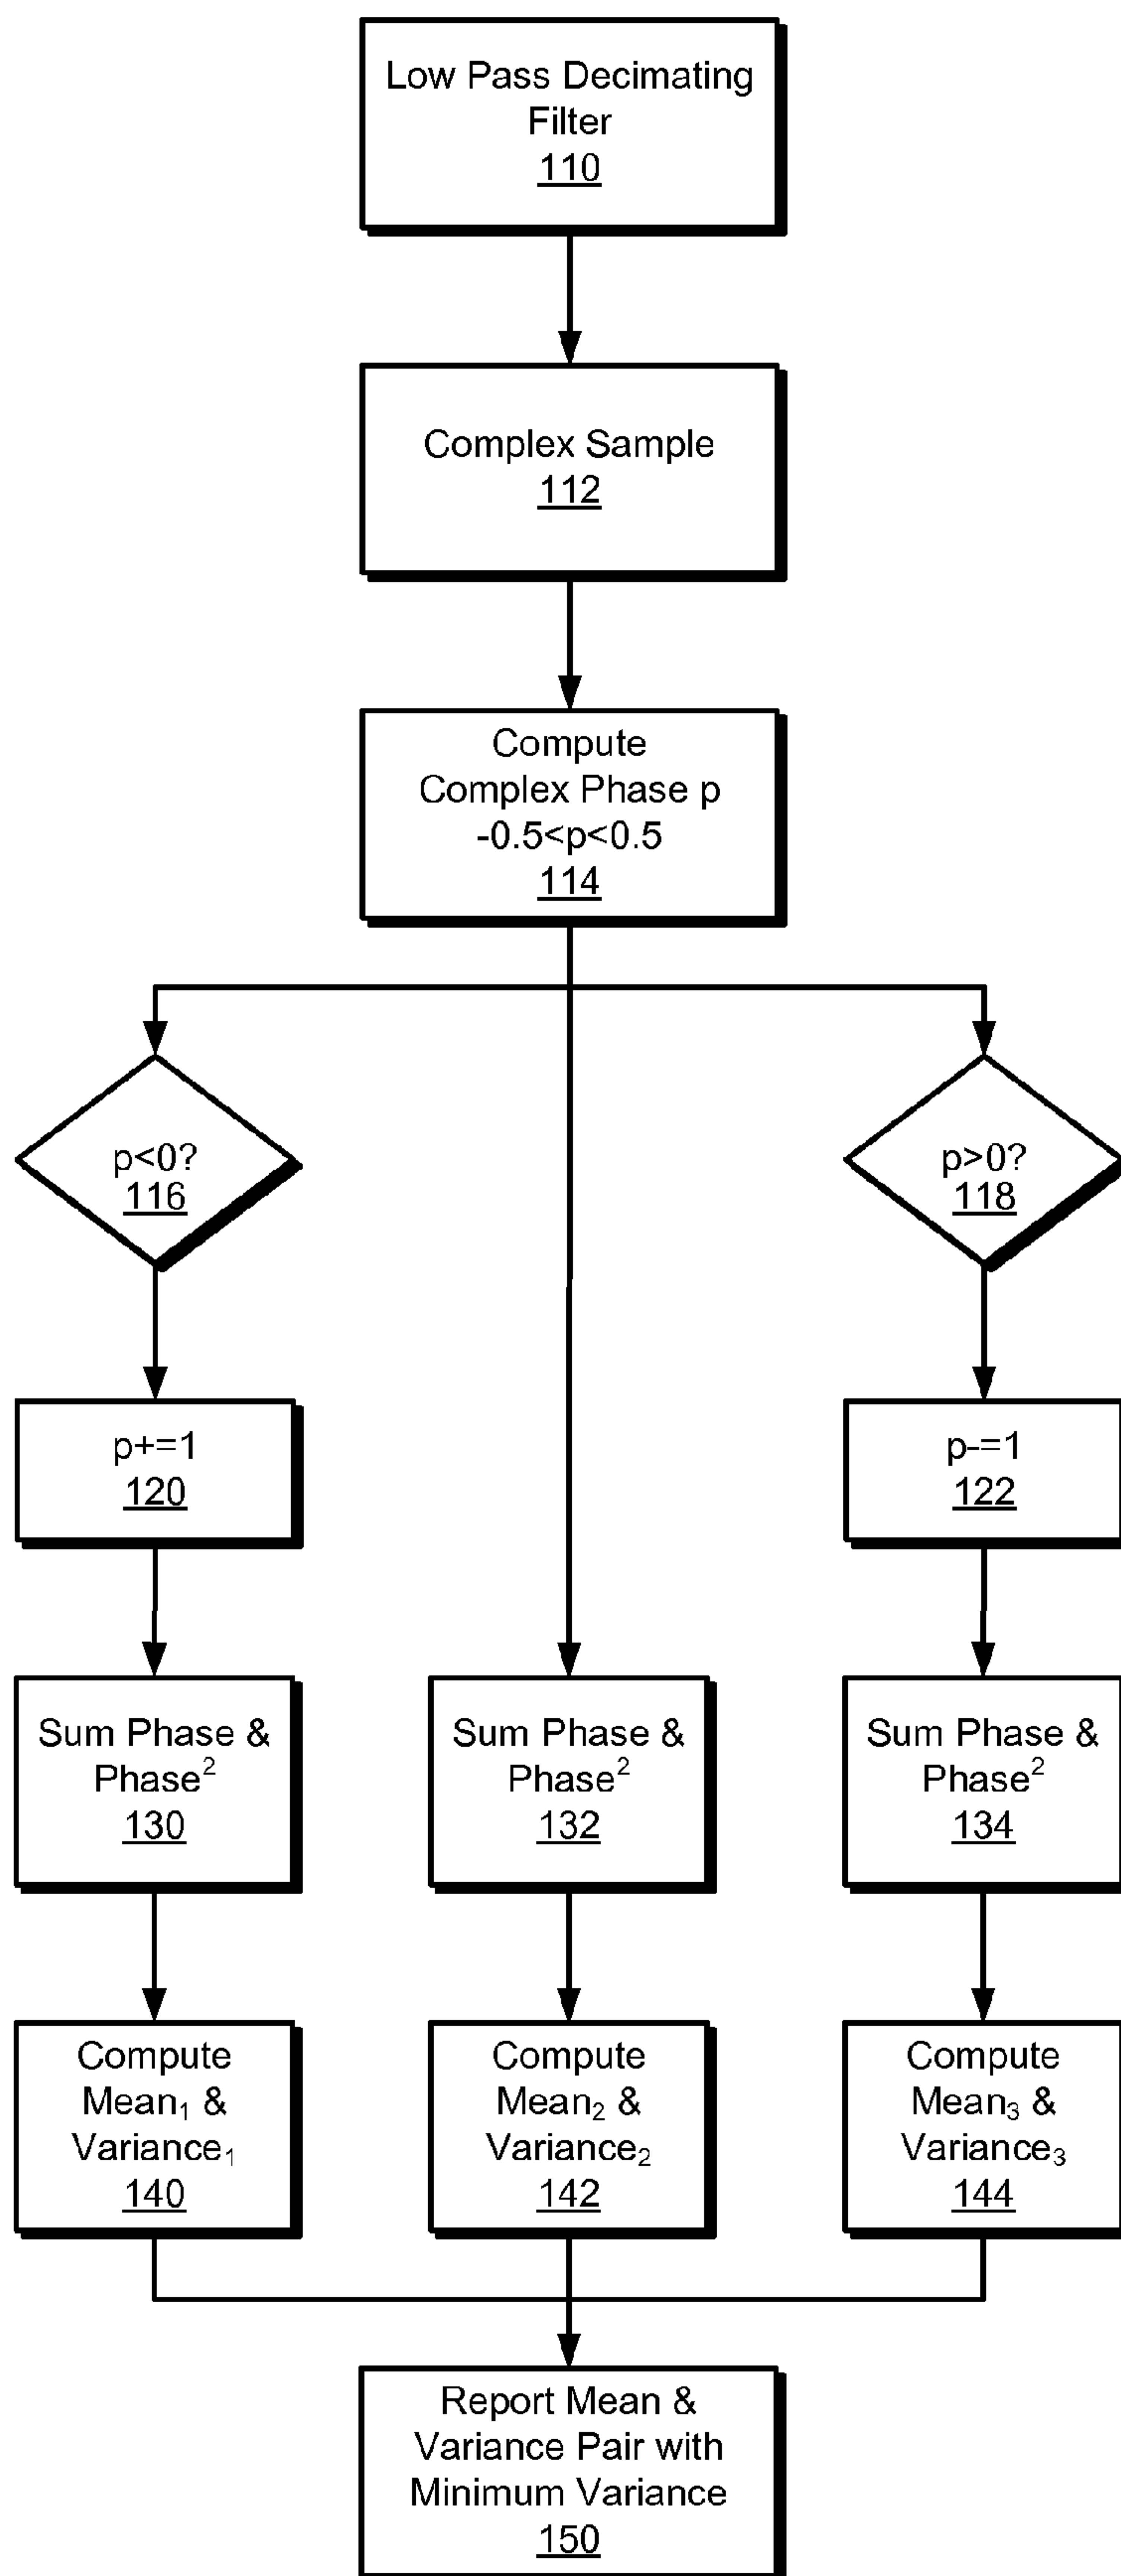 Low Pass Decimating
Filter
110
Complex Sample
112
Compute
Complex Phase p
-0.5<p<0.5
114
p<0?
116
p>0?
118
p+=1
120
p-=1
122
Sum Phase &
Phase²
130
Sum Phase &
Phase²
132
Sum Phase &
Phase²
134
Compute
Mean₁ &
Variance₁
140
Compute
Mean₂ &
Variance₂
142
Compute
Mean₃ &
Variance₃
144
Report Mean &
Variance Pair with
Minimum Variance
150